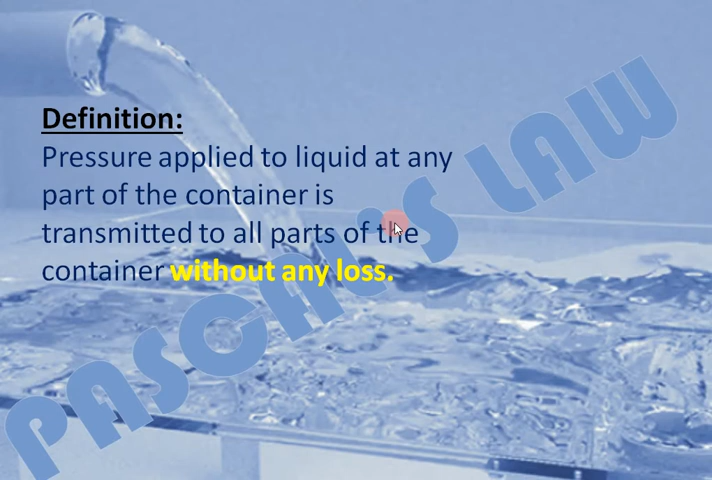 Definition:
Pressure applied to liquid at any
part of the container is
transmitted to all parts of the
container without any loss.
PASCAL'S LAW